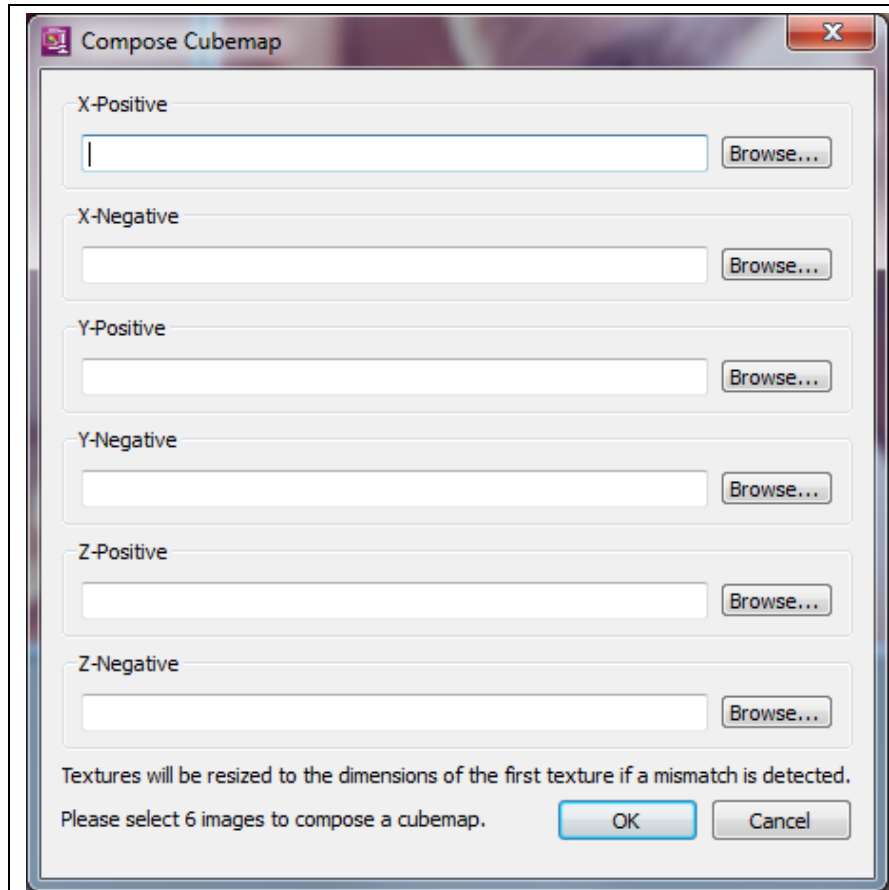 Compose Cubemap
X-Positive
Browse...
X-Negative
Browse...
Y-Positive
Browse...
Y-Negative
Browse...
Z-Positive
Browse...
Z-Negative
Browse...
Textures will be resized to the dimensions of the first texture if a mismatch is detected.
Please select 6 images to compose a cubemap. OK Cancel